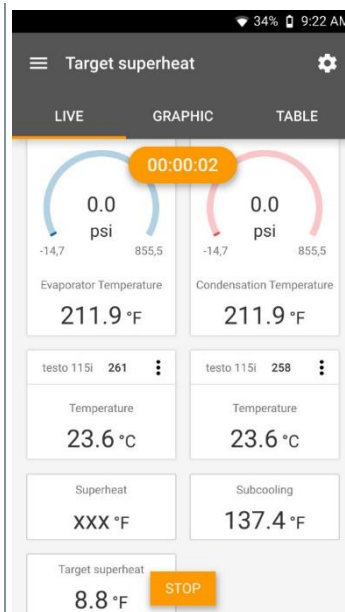 34% 9:22 AM
Target superheat
LIVE GRAPHIC TABLE
00:00:02
0.0 0.0
psi psi
-14,7 855,5 -14,7 855,5
Evaporator Temperature Condensation Temperature
211.9 °F 211.9 °F
testo 115i 261 testo 115i 258
Temperature Temperature
23.6 °C 23.6 °C
Superheat Subcooling
xxx °F 137.4 °F
Target superheat
8.8 °F
STOP